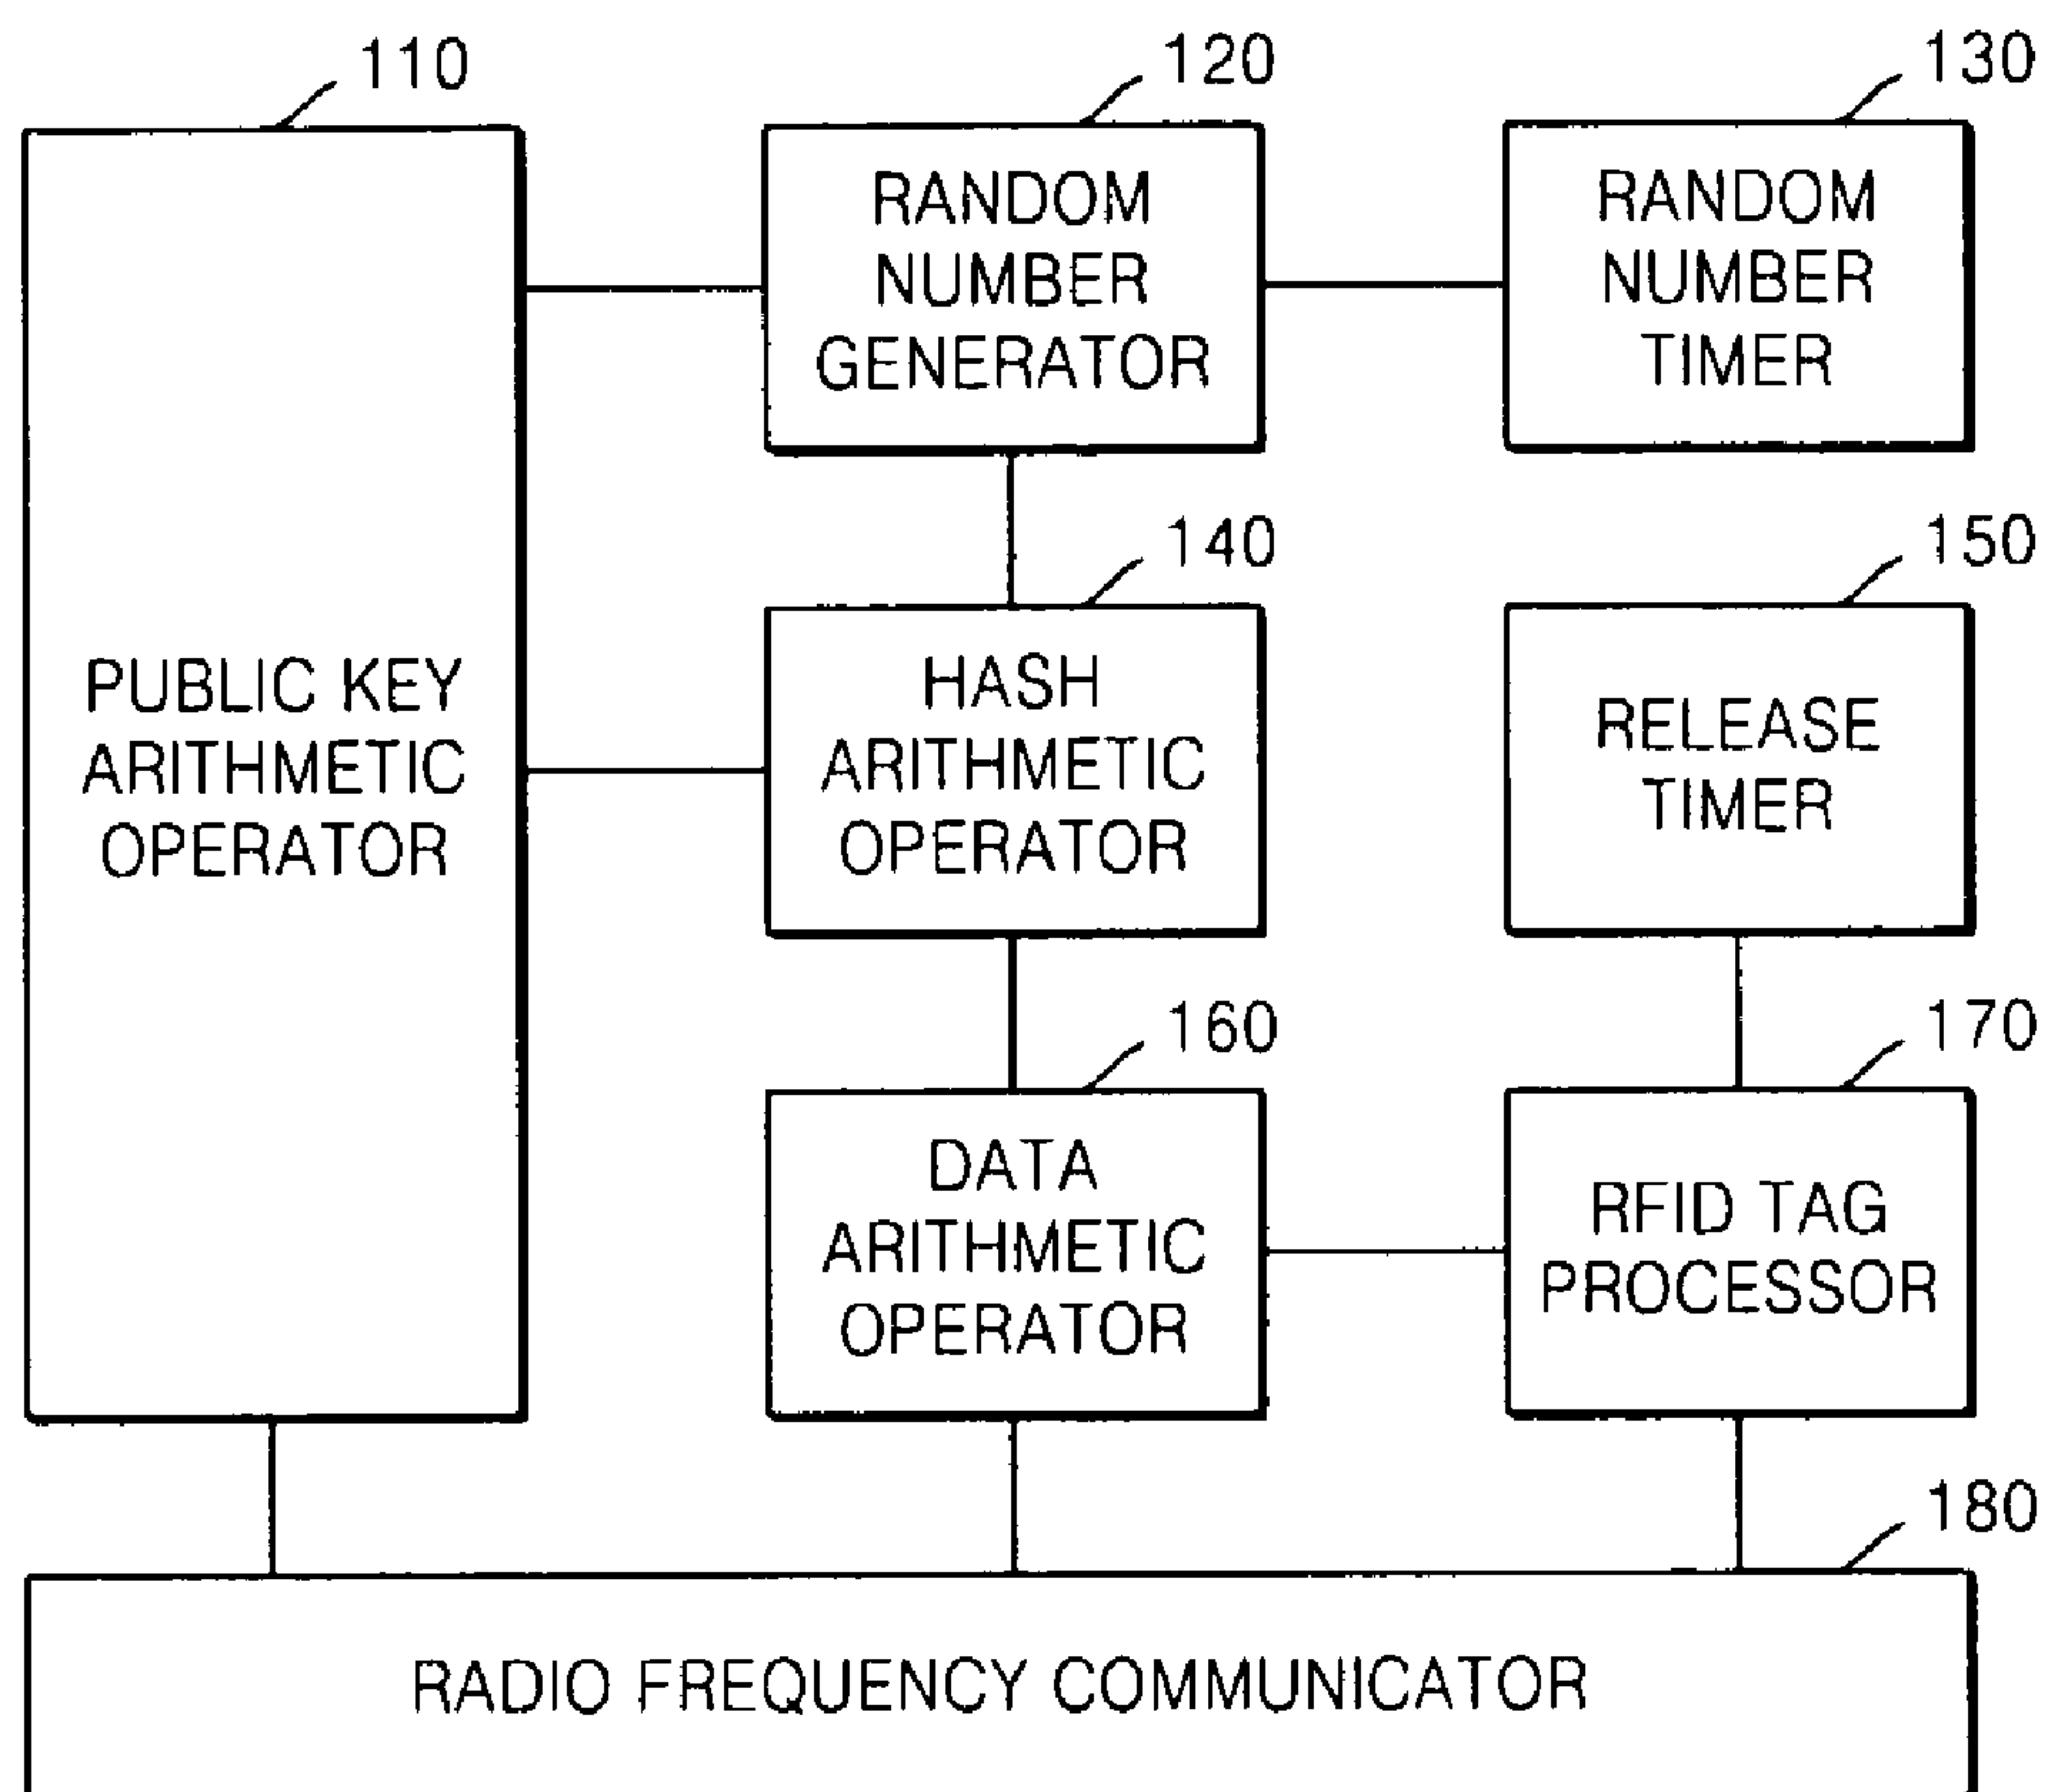 110
120
130
RANDOM
NUMBER
GENERATOR
RANDOM
NUMBER
TIMER
140
150
PUBLIC KEY
ARITHMETIC
OPERATOR
HASH
ARITHMETIC
OPERATOR
RELEASE
TIMER
160
170
DATA
ARITHMETIC
OPERATOR
RFID TAG
PROCESSOR
180
RADIO FREQUENCY COMMUNICATOR